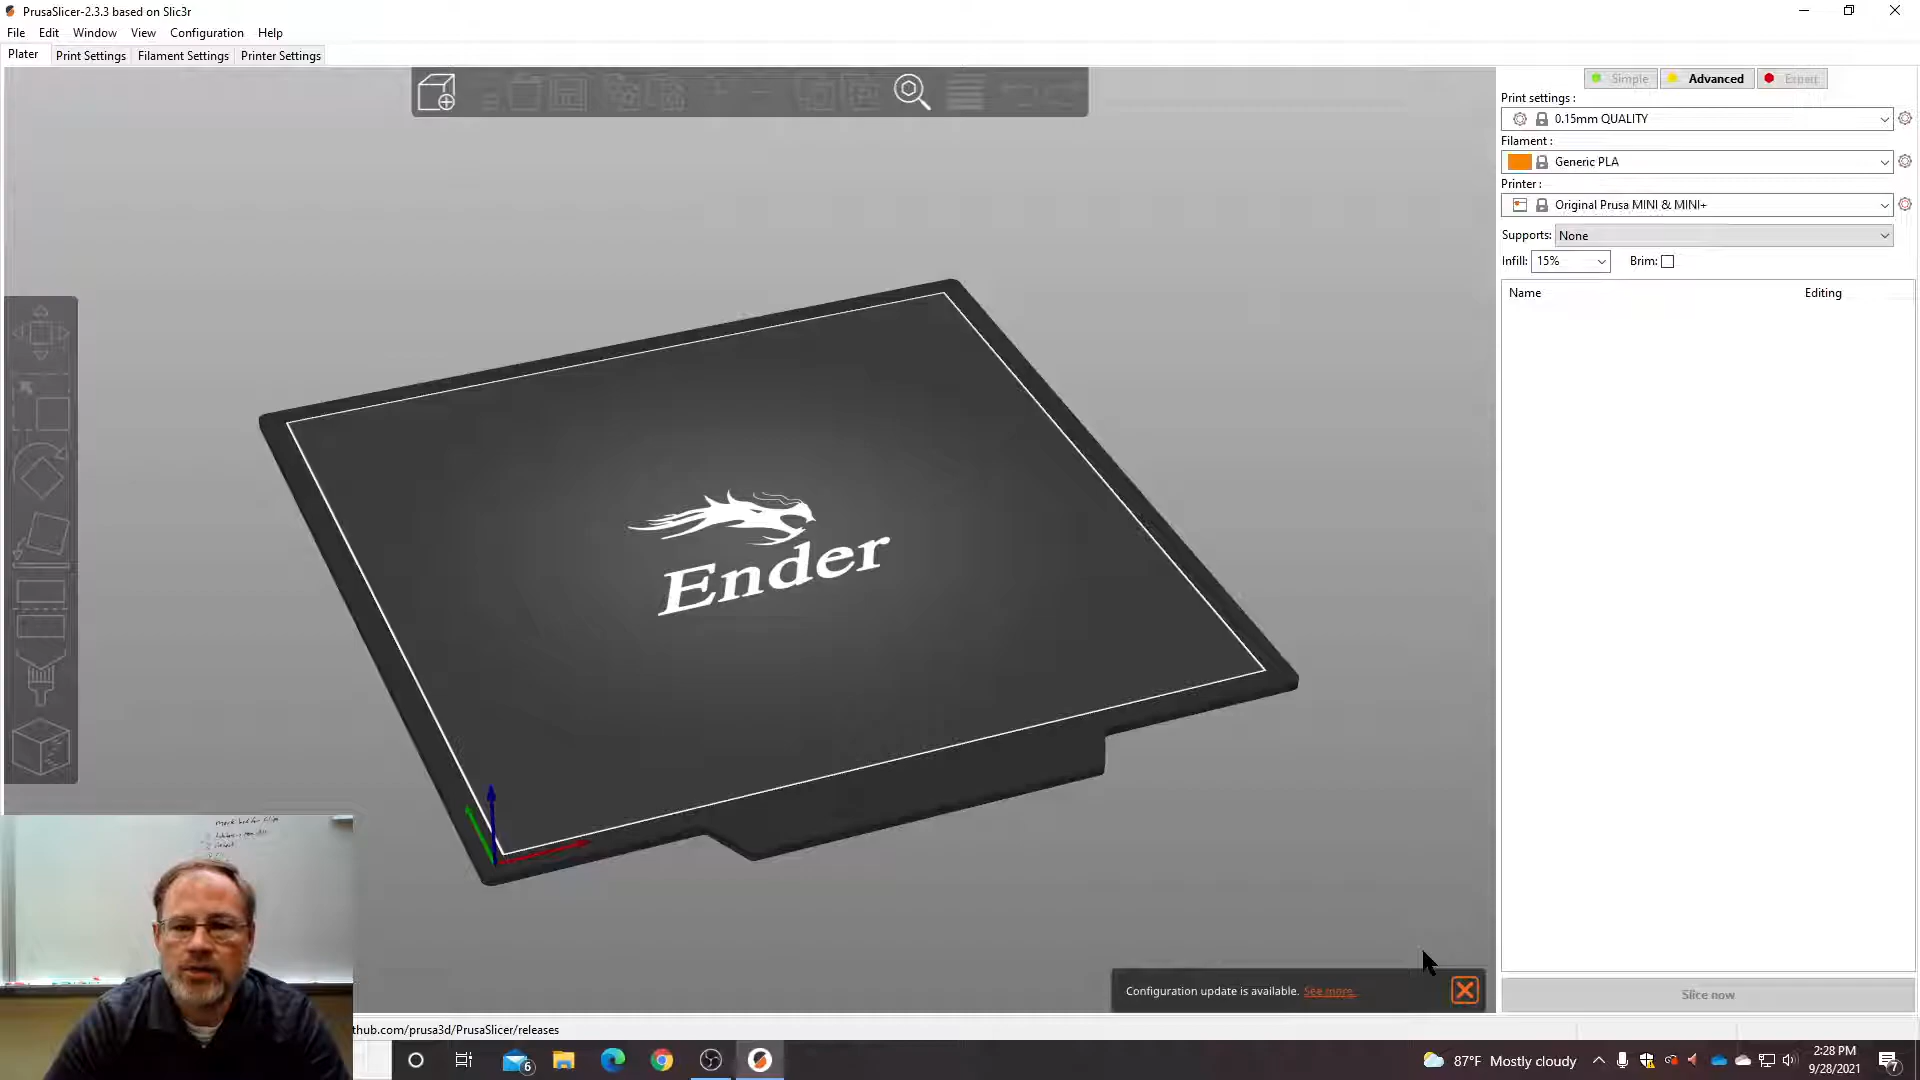 PrusaSlicer-2.3.3 based on Slic3r
File Edit Window View Configuration Help
Plater Print Settings Filament Settings Printer Settings
Simple Advanced Expert
Print settings :
0.15mm QUALITY
Filament :
Generic PLA
Printer :
Original Prusa MINI & MINI+
Supports: None
Infill: 15% Brim:
Name Editing
Ender
Configuration update is available. See more.
Slice now
thub.com/prusa3d/PrusaSlicer/releases
6
87°F Mostly cloudy
2:28 PM
9/28/2021
7